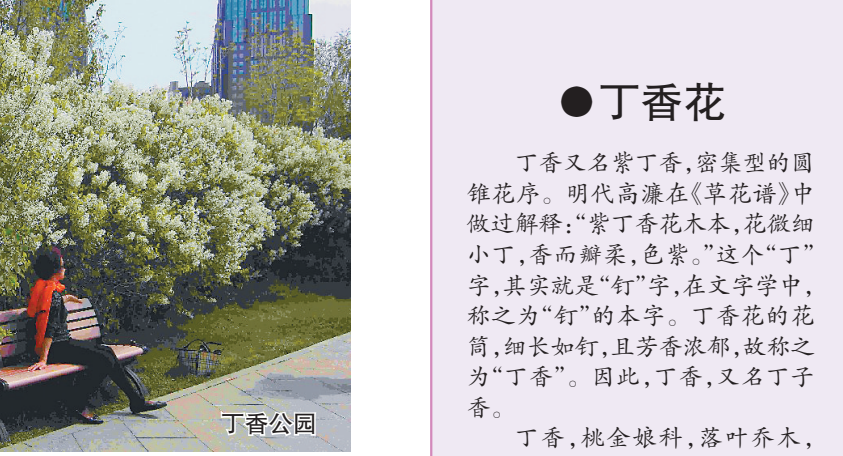 丁香公园
●丁香花
丁香又名紫丁香,密集型的圆
锥花序。明代高濂在《草花谱》中
做过解释:“紫丁香花木本,花微细
小丁,香而瓣柔,色紫。”这个“丁”
字,其实就是“钉”字,在文字学中,
称之为“钉”的本字。丁香花的花
筒,细长如钉,且芳香浓郁,故称之
为“丁香”。因此,丁香,又名丁子
香。
丁香,桃金娘科,落叶乔木,